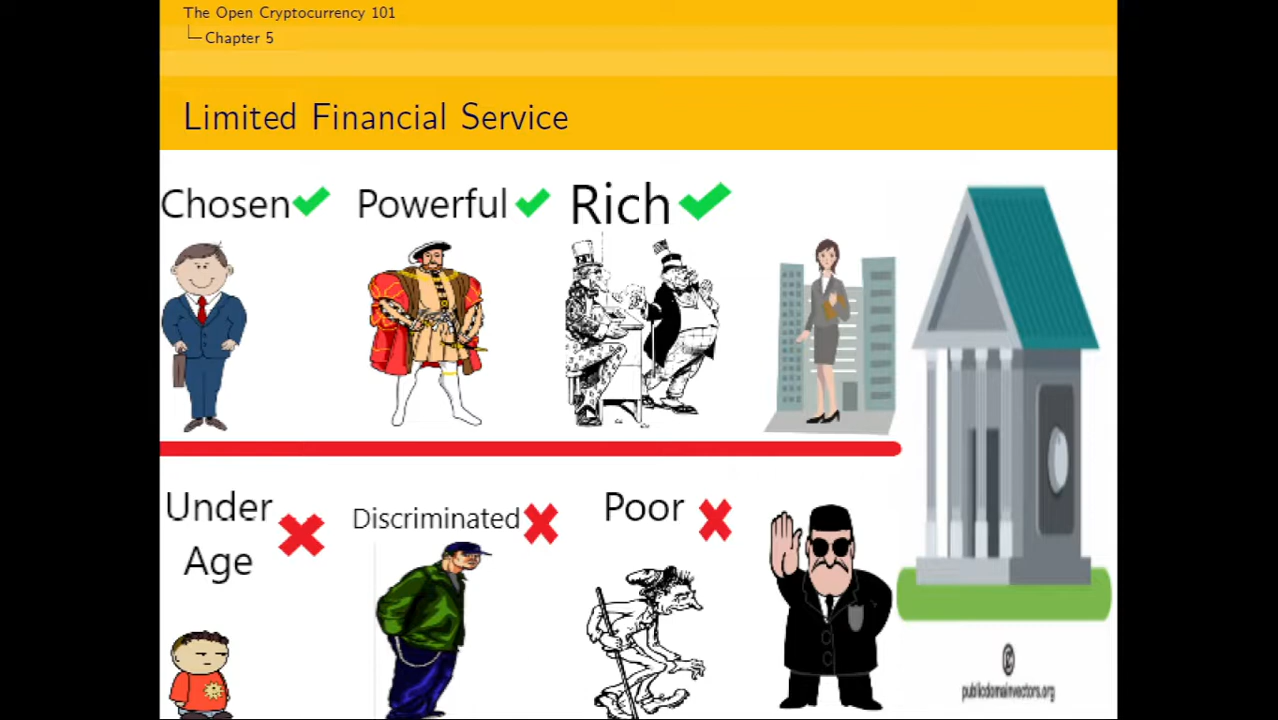 The Open Cryptocurrency 101
Chapter 5
Limited Financial Service
Chosen Powerful Rich
Under Age Discriminated Poor
©
publicdomainvectors.org